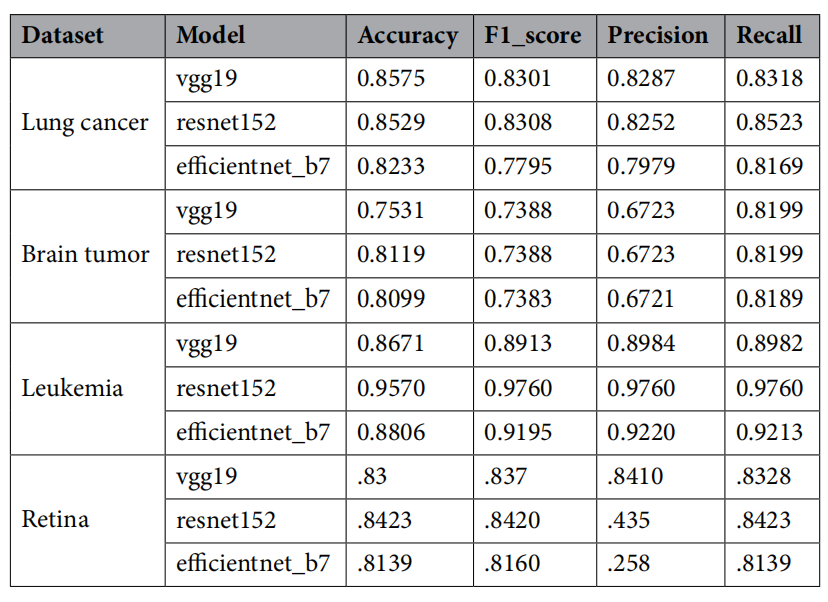 Dataset Model Accuracy F1_score Precision Recall
vgg19 0.8575 0.8301 0.8287 0.8318
Lung cancer resnet152 0.8529 0.8308 0.8252 0.8523
efficientnet_b7 0.8233 0.7795 0.7979 0.8169
vgg19 0.7531 0.7388 0.6723 0.8199
Brain tumor resnet152 0.8119 0.7388 0.6723 0.8199
efficientnet_b7 0.8099 0.7383 0.6721 0.8189
vgg19 0.8671 0.8913 0.8984 0.8982
Leukemia resnet152 0.9570 0.9760 0.9760 0.9760
efficientnet_b7 0.8806 0.9195 0.9220 0.9213
vgg19 .83 .837 .8410 .8328
Retina resnet152 .8423 .8420 .435 .8423
efficientnet_b7 .8139 .8160 .258 .8139